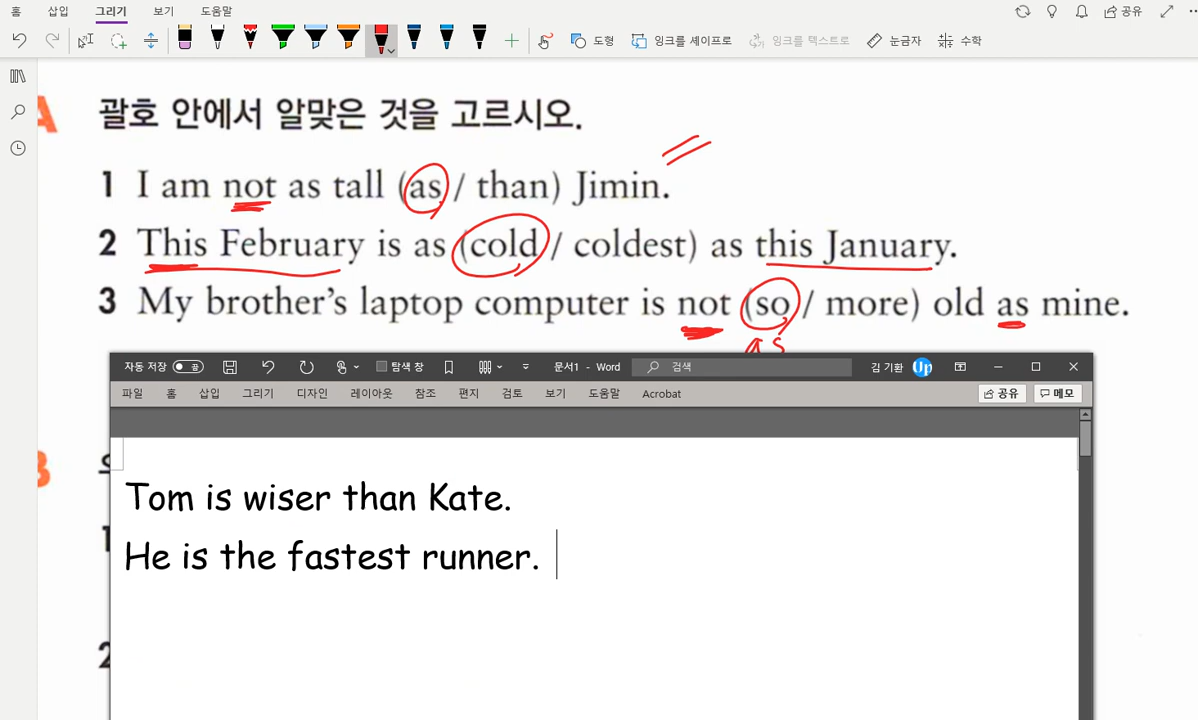 홈 삽입 그리기 보기 도움말 공유
도형 잉크를 셰이프로 잉크를 텍스트로 눈금자 수학
A 괄호 안에서 알맞은 것을 고르시오.
1 I am not as tall (as / than) Jimin.
2 This February is as (cold / coldest) as this January.
3 My brother's laptop computer is not (so / more) old as mine.
as
자동 저장 끔 탐색 창 문서1 - Word 검색 김 기환 Up
파일 홈 삽입 그리기 디자인 레이아웃 참조 편지 검토 보기 도움말 Acrobat 공유 메모
B
1 Tom is wiser than Kate.
He is the fastest runner.
2